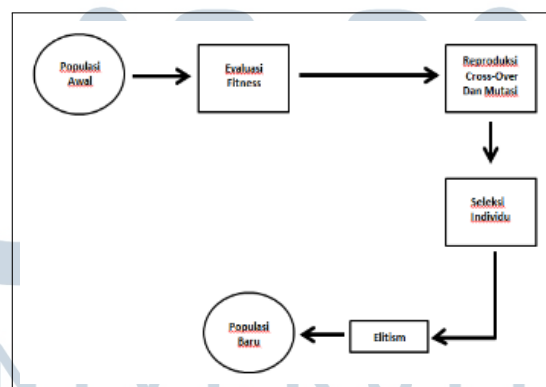 Populasi
Awal
Evaluasi
Fitness
Reproduksi
Cross-Over
Dan Mutasi
Seleksi
Individu
Elitism
Populasi
Baru